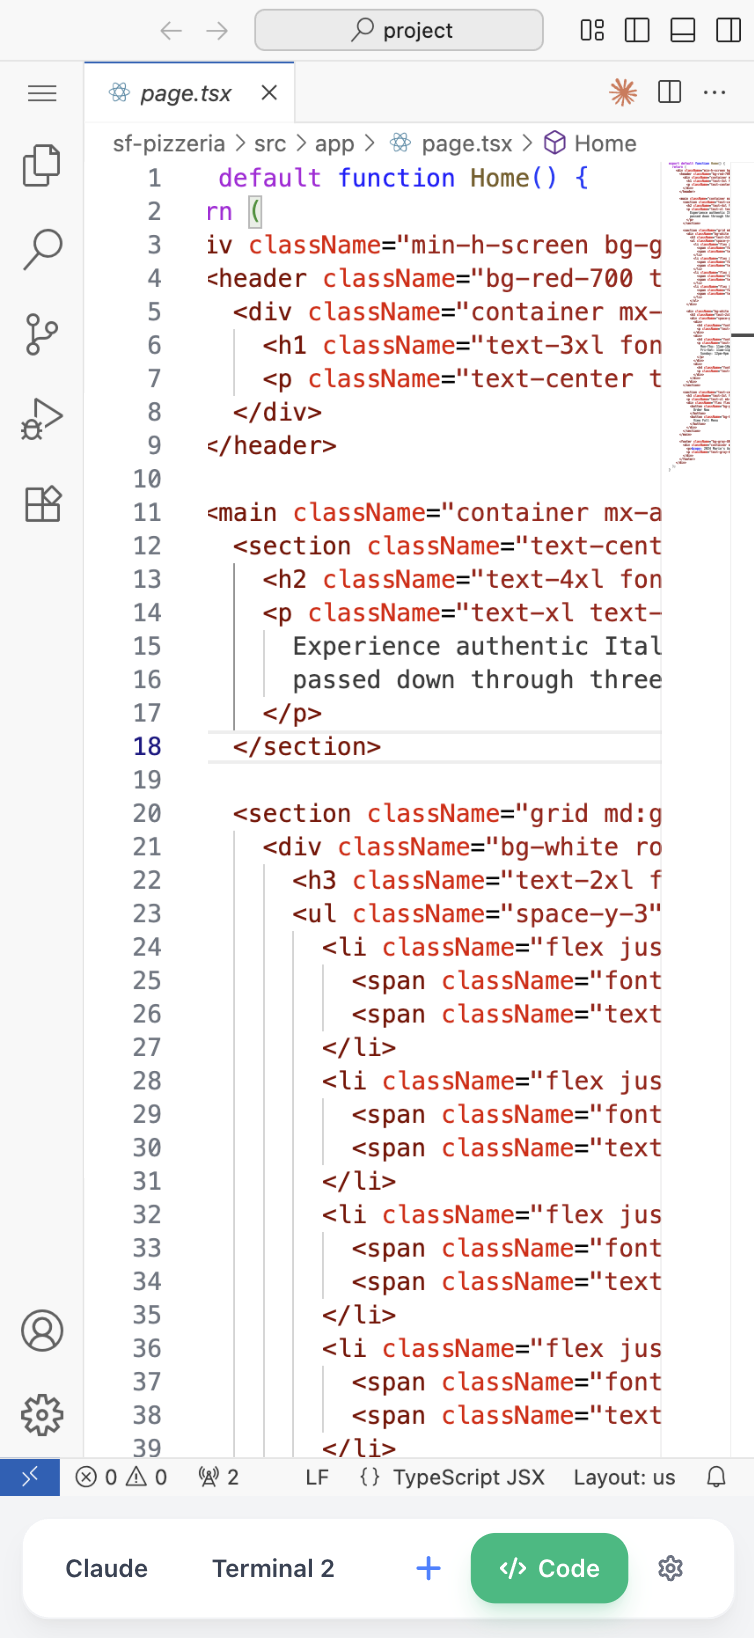 project
page.tsx
sf-pizzeria > src > app > page.tsx > Home
1 default function Home() {
2 rn (
3 iv className="min-h-screen bg-g
4 <header className="bg-red-700 t
5 <div className="container mx-
6 <h1 className="text-3xl fon
7 <p className="text-center t
8 </div>
9 </header>
10
11 <main className="container mx-a
12 <section className="text-cent
13 <h2 className="text-4xl fon
14 <p className="text-xl text-
15 Experience authentic Ital
16 passed down through three
17 </p>
18 </section>
19
20 <section className="grid md:g
21 <div className="bg-white ro
22 <h3 className="text-2xl f
23 <ul className="space-y-3"
24 <li className="flex jus
25 <span className="font
26 <span className="text
27 </li>
28 <li className="flex jus
29 <span className="font
30 <span className="text
31 </li>
32 <li className="flex jus
33 <span className="font
34 <span className="text
35 </li>
36 <li className="flex jus
37 <span className="font
38 <span className="text
39 </li>
0 0 2 LF {} TypeScript JSX Layout: us
Claude Terminal 2 + </> Code